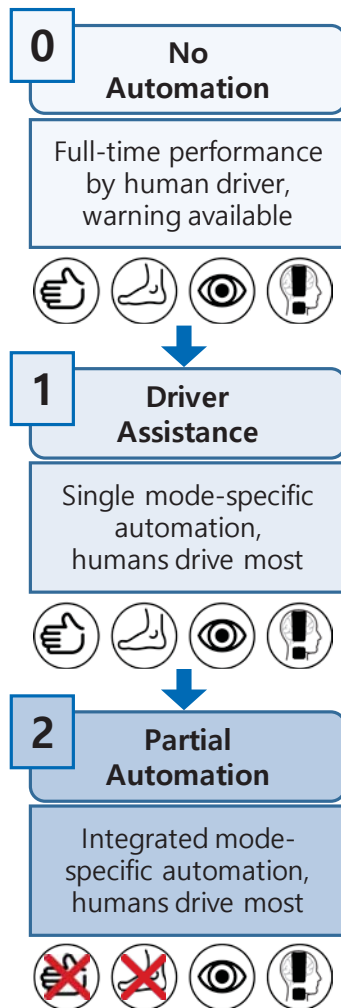 0
No
Automation
Full-time performance
by human driver,
warning available
1
Driver
Assistance
Single mode-specific
automation,
humans drive most
2
Partial
Automation
Integrated mode-
specific automation,
humans drive most